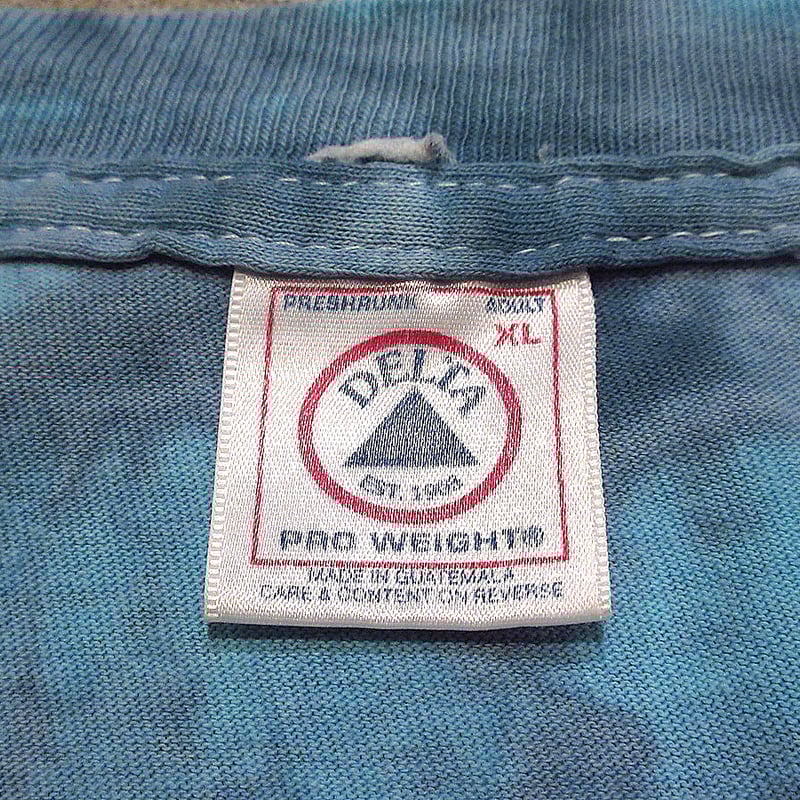 PRESHRUNK ADULT
XL
DELTA
EST. 1903
PRO WEIGHT®
MADE IN GUATEMALA
CARE & CONTENT ON REVERSE